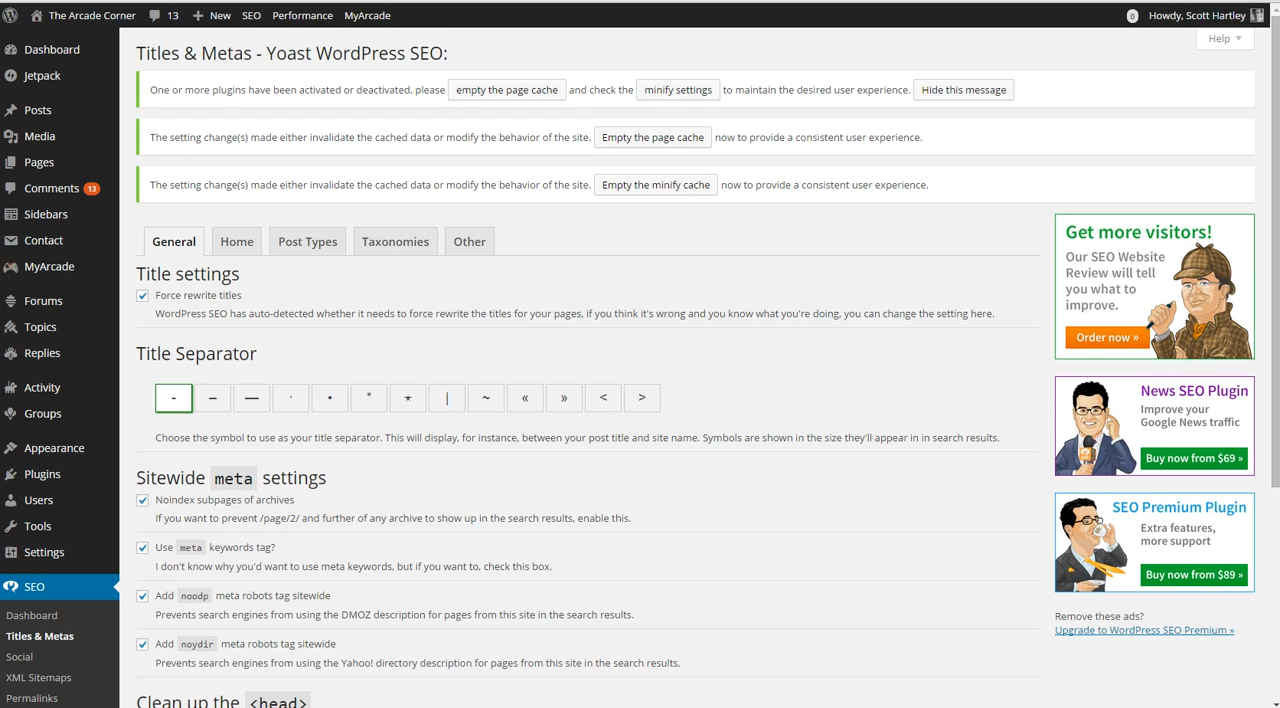 The Arcade Corner 13 New SEO Performance MyArcade 0 Howdy, Scott Hartley
Dashboard
Jetpack
Posts
Media
Pages
Comments 13
Sidebars
Contact
MyArcade
Forums
Topics
Replies
Activity
Groups
Appearance
Plugins
Users
Tools
Settings
SEO
Dashboard
Titles & Metas
Social
XML Sitemaps
Permalinks
Help
Titles & Metas - Yoast WordPress SEO:
One or more plugins have been activated or deactivated, please empty the page cache and check the minify settings to maintain the desired user experience. Hide this message
The setting change(s) made either invalidate the cached data or modify the behavior of the site. Empty the page cache now to provide a consistent user experience.
The setting change(s) made either invalidate the cached data or modify the behavior of the site. Empty the minify cache now to provide a consistent user experience.
General Home Post Types Taxonomies Other
Title settings
Force rewrite titles
WordPress SEO has auto-detected whether it needs to force rewrite the titles for your pages, if you think it's wrong and you know what you're doing, you can change the setting here.
Title Separator
- – — · • * ⋆ | ~ « » < >
Choose the symbol to use as your title separator. This will display, for instance, between your post title and site name. Symbols are shown in the size they'll appear in in search results.
Sitewide meta settings
Noindex subpages of archives
If you want to prevent /page/2/ and further of any archive to show up in the search results, enable this.
Use meta keywords tag?
I don't know why you'd want to use meta keywords, but if you want to, check this box.
Add noodp meta robots tag sitewide
Prevents search engines from using the DMOZ description for pages from this site in the search results.
Add noydir meta robots tag sitewide
Prevents search engines from using the Yahoo! directory description for pages from this site in the search results.
Clean up the <head>
Get more visitors!
Our SEO Website
Review will tell
you what to
improve.
Order now »
News SEO Plugin
Improve your
Google News traffic
Buy now from $69 »
SEO Premium Plugin
Extra features,
more support
Buy now from $89 »
Remove these ads?
Upgrade to WordPress SEO Premium »